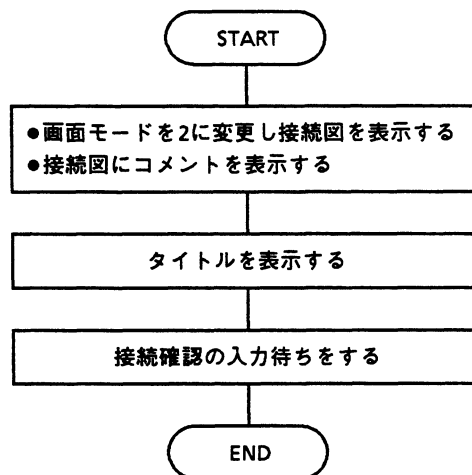 START
●画面モードを2に変更し接続図を表示する
●接続図にコメントを表示する
タイトルを表示する
接続確認の入力待ちをする
END